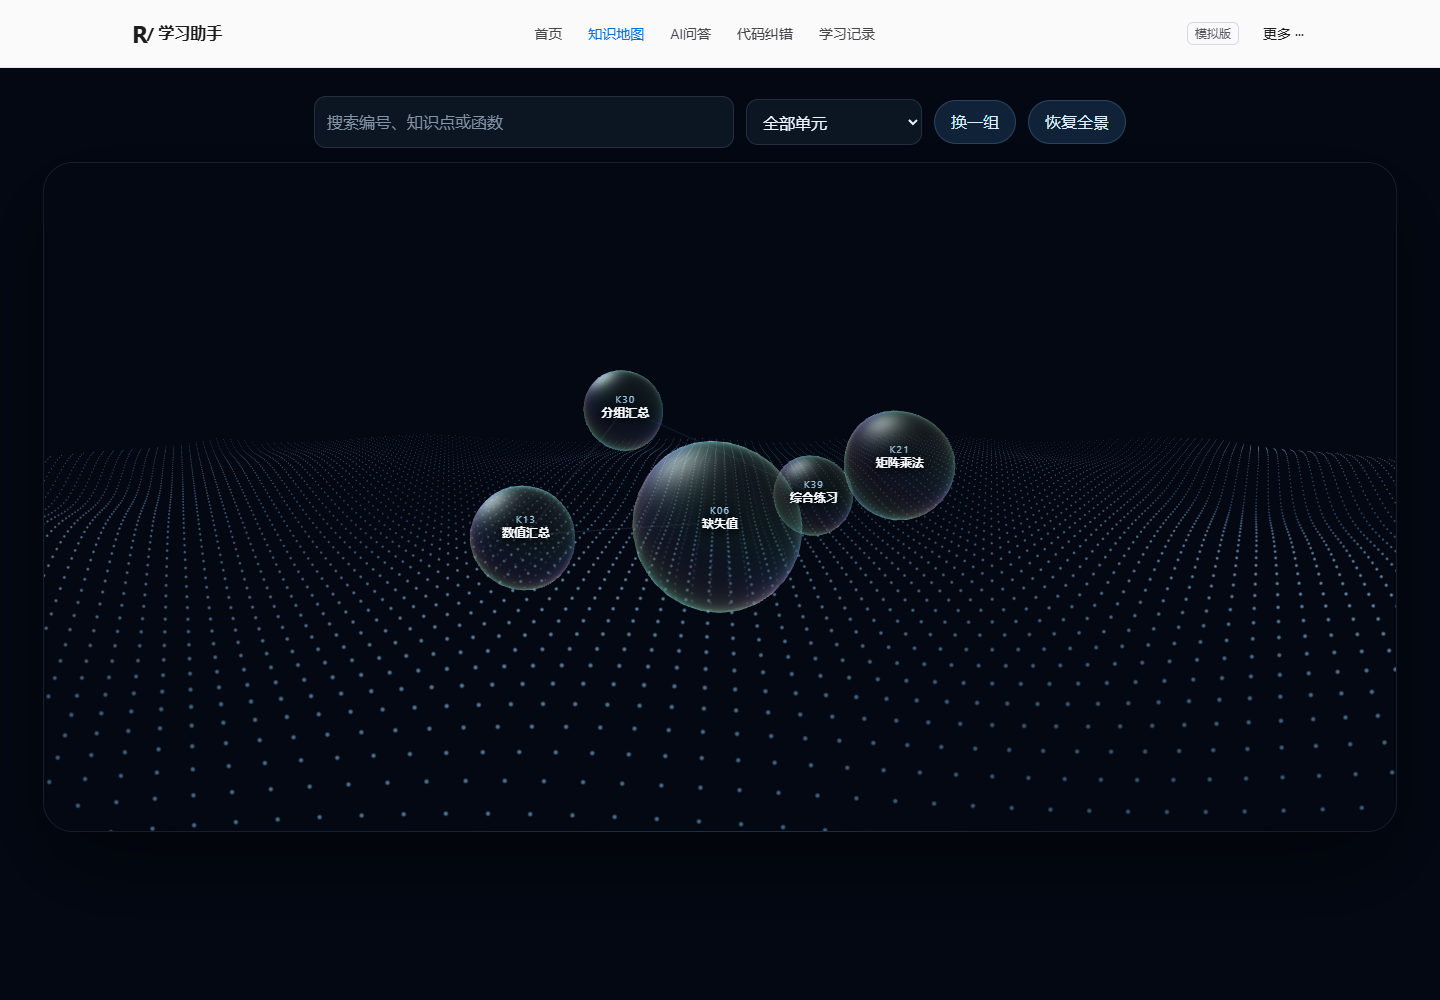 R/ 学习助手
首页 知识地图 AI问答 代码纠错 学习记录
模拟版 更多 ···
搜索编号、知识点或函数
全部单元
换一组
恢复全景
K30
分组汇总
K21
矩阵乘法
K39
综合练习
K06
缺失值
K13
数值汇总